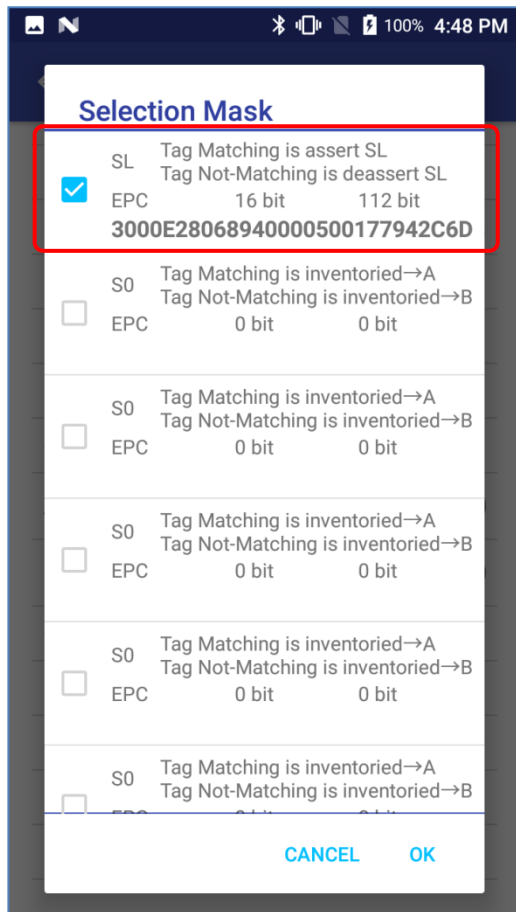 100% 4:48 PM
Selection Mask
SL Tag Matching is assert SL
Tag Not-Matching is deassert SL
EPC 16 bit 112 bit
3000E28068940000500177942C6D
S0 Tag Matching is inventoried→A
Tag Not-Matching is inventoried→B
EPC 0 bit 0 bit
S0 Tag Matching is inventoried→A
Tag Not-Matching is inventoried→B
EPC 0 bit 0 bit
S0 Tag Matching is inventoried→A
Tag Not-Matching is inventoried→B
EPC 0 bit 0 bit
S0 Tag Matching is inventoried→A
Tag Not-Matching is inventoried→B
EPC 0 bit 0 bit
S0 Tag Matching is inventoried→A
Tag Not-Matching is inventoried→B
CANCEL OK